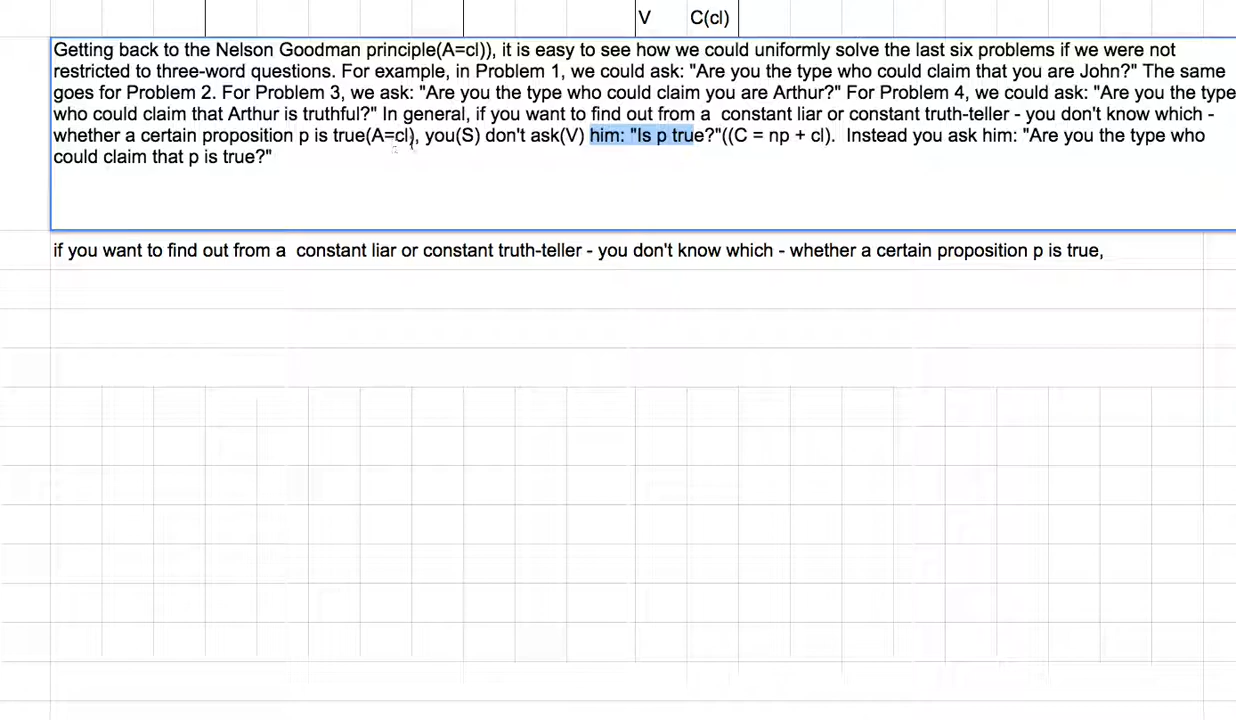 V C(cl)
Getting back to the Nelson Goodman principle(A=cl)), it is easy to see how we could uniformly solve the last six problems if we were not
restricted to three-word questions. For example, in Problem 1, we could ask: "Are you the type who could claim that you are John?" The same
goes for Problem 2. For Problem 3, we ask: "Are you the type who could claim you are Arthur?" For Problem 4, we could ask: "Are you the type
who could claim that Arthur is truthful?" In general, if you want to find out from a  constant liar or constant truth-teller - you don't know which -
whether a certain proposition p is true(A=cl), you(S) don't ask(V) him: "Is p true?"((C = np + cl).  Instead you ask him: "Are you the type who
could claim that p is true?"
if you want to find out from a  constant liar or constant truth-teller - you don't know which - whether a certain proposition p is true,